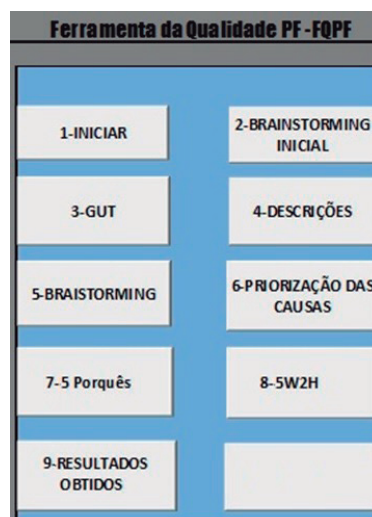 Ferramenta da Qualidade PF -FQPF
1-INICIAR
2-BRAINSTORMING
INICIAL
3-GUT
4-DESCRIÇÕES
5-BRAISTORMING
6-PRIORIZAÇÃO DAS
CAUSAS
7-5 Porquês
8-5W2H
9-RESULTADOS
OBTIDOS